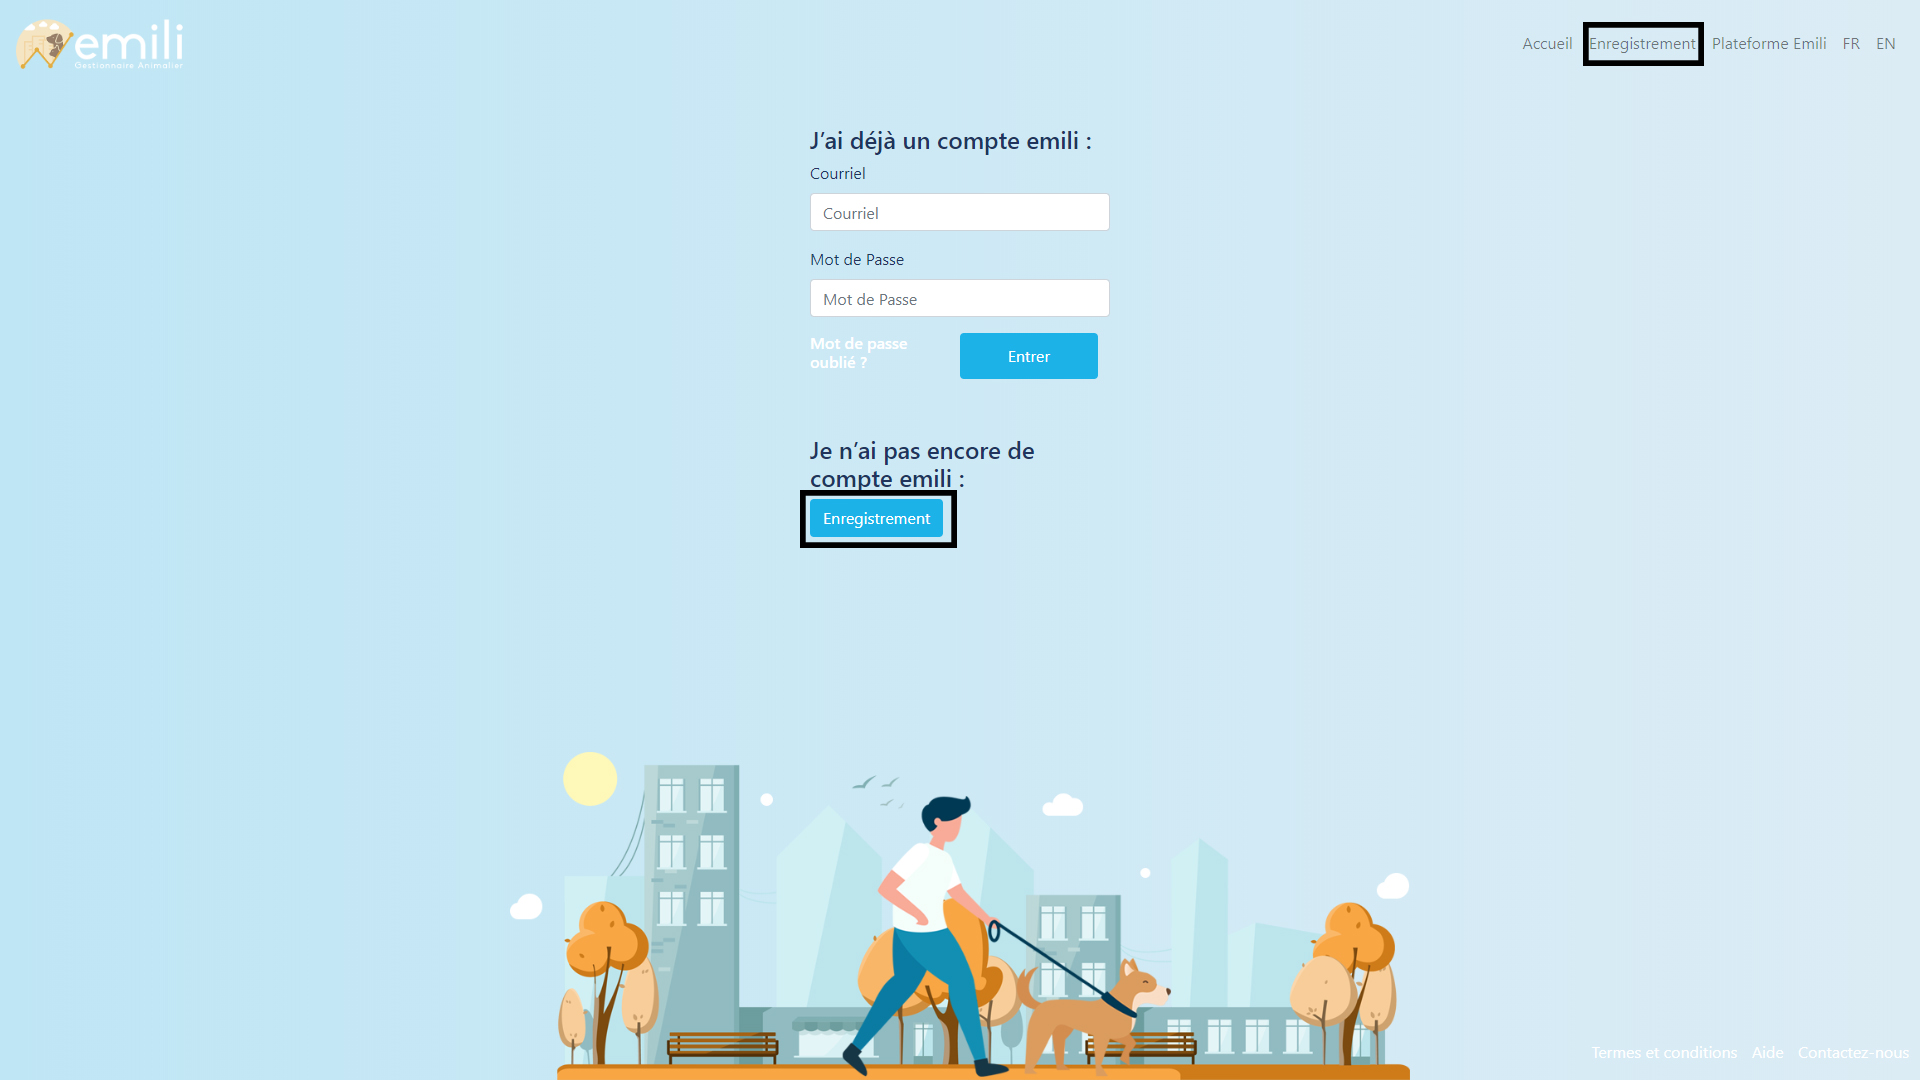 emili
Gestionnaire Animalier
Accueil Enregistrement Plateforme Emili FR EN
J'ai déjà un compte emili :
Courriel
Courriel
Mot de Passe
Mot de Passe
Mot de passe
oublié ?
Entrer
Je n'ai pas encore de
compte emili :
Enregistrement
Termes et conditions Aide Contactez-nous